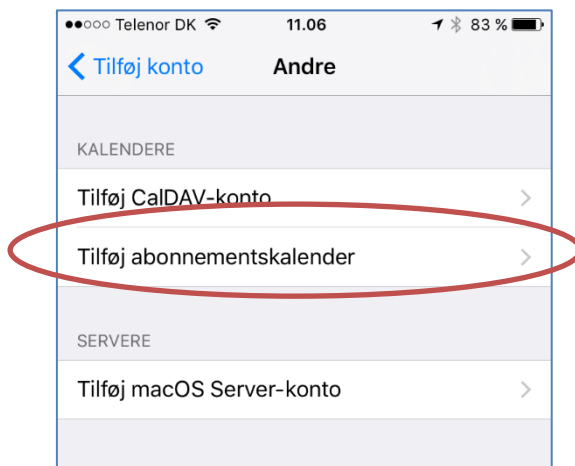 Telenor DK 11.06 83 %
Tilføj konto Andre
KALENDERE
Tilføj CalDAV-konto
Tilføj abonnementskalender
SERVERE
Tilføj macOS Server-konto